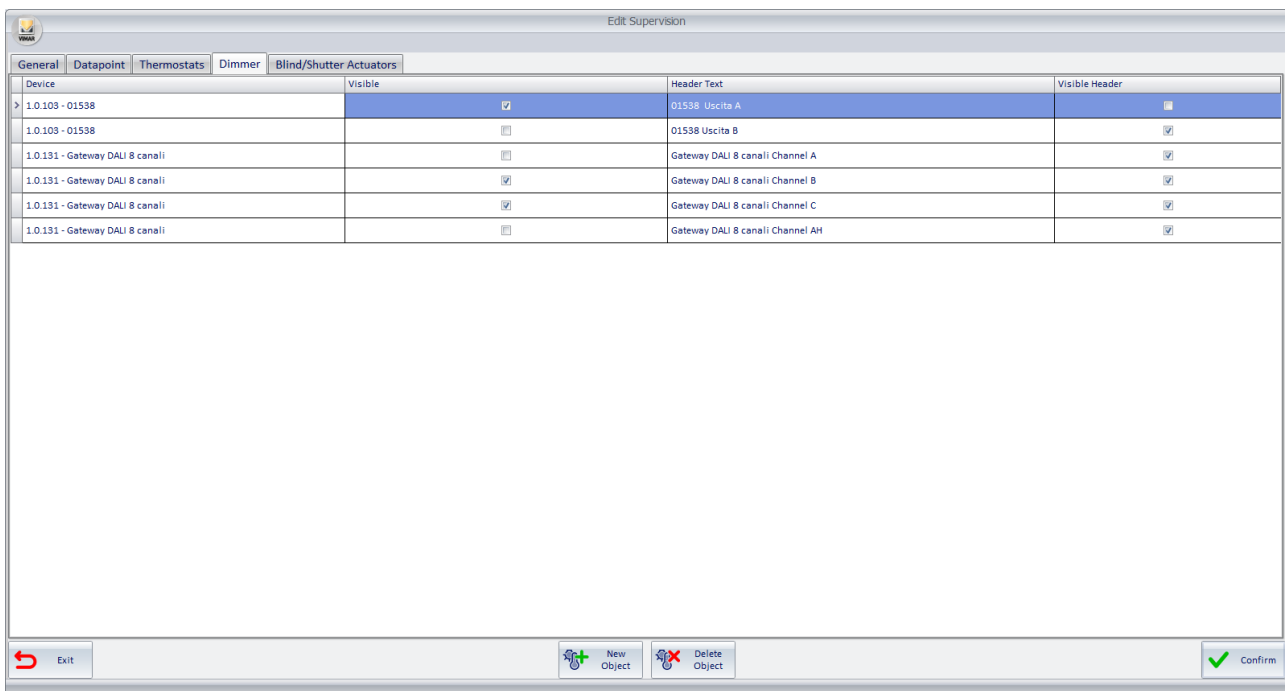 Edit Supervision
VIMAR
General Datapoint Thermostats Dimmer Blind/Shutter Actuators
Device Visible Header Text Visible Header
1.0.103 - 01538 01538 Uscita A
1.0.103 - 01538 01538 Uscita B
1.0.131 - Gateway DALI 8 canali Gateway DALI 8 canali Channel A
1.0.131 - Gateway DALI 8 canali Gateway DALI 8 canali Channel B
1.0.131 - Gateway DALI 8 canali Gateway DALI 8 canali Channel C
1.0.131 - Gateway DALI 8 canali Gateway DALI 8 canali Channel AH
Exit New Object Delete Object Confirm